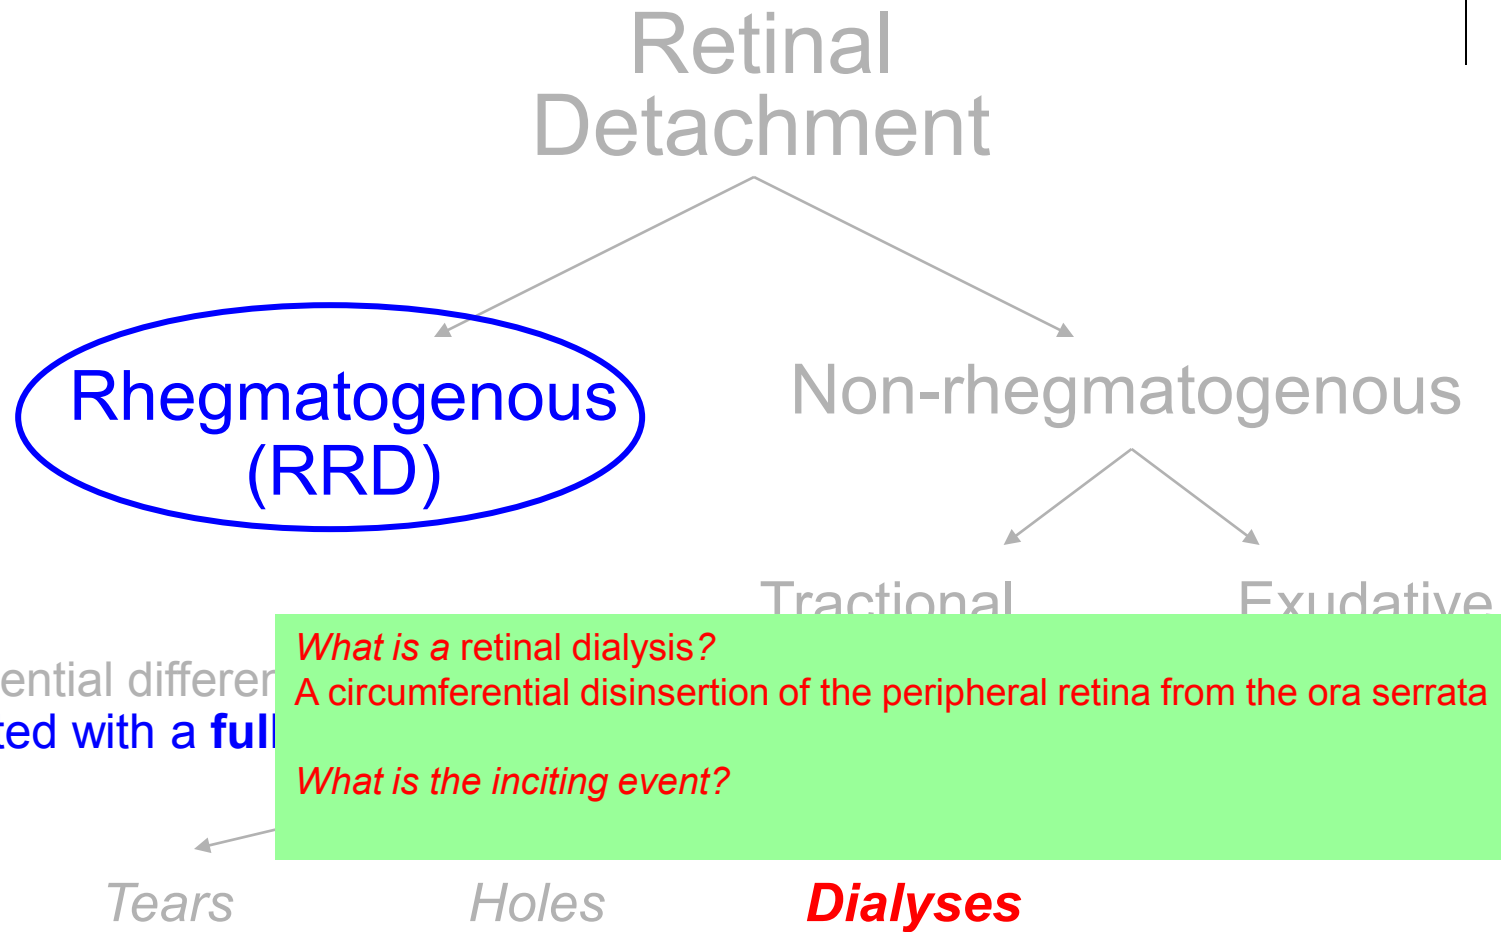 Retinal
Detachment
Rhegmatogenous
(RRD)
Non-rhegmatogenous
Tractional
Exudative
What is a retinal dialysis?
A circumferential disinsertion of the peripheral retina from the ora serrata
What is the inciting event?
with a
Tears
Holes
Dialyses